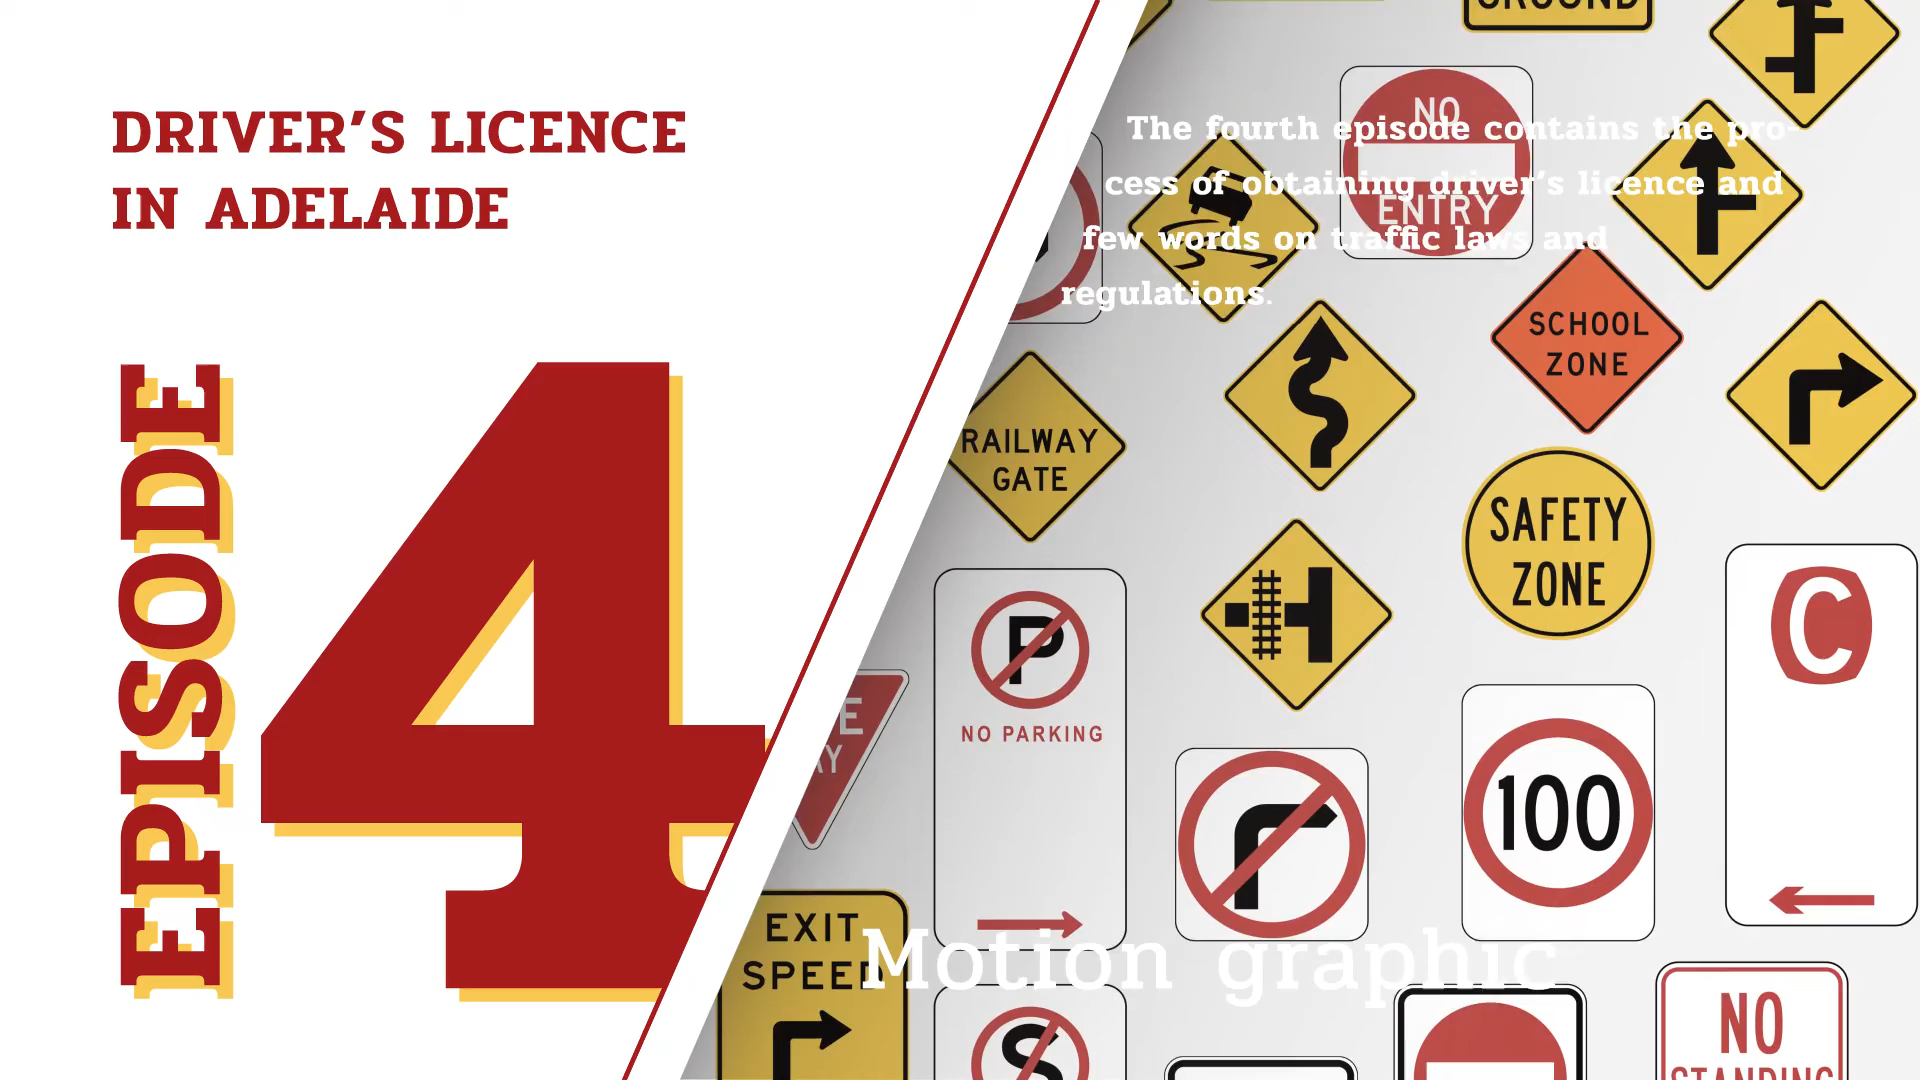 DRIVER’S LICENCE
IN ADELAIDE
EPISODE
4
The fourth episode contains the pro-
cess of obtaining driver’s licence and
few words on traffic laws and
regulations.
GROUND
NO
ENTRY
SCHOOL
ZONE
RAILWAY
GATE
SAFETY
ZONE
C
P
NO PARKING
100
EXIT
SPEED
Motion graphic
S
NO
STANDING